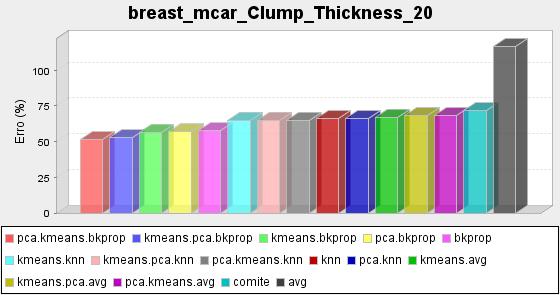 breast_mcar_Clump_Thickness_20
Erro (%)
100
75
50
25
0
pca.kmeans.bkprop kmeans.pca.bkprop kmeans.bkprop pca.bkprop bkprop
kmeans.knn kmeans.pca.knn pca.kmeans.knn knn pca.knn kmeans.avg
kmeans.pca.avg pca.kmeans.avg comite avg